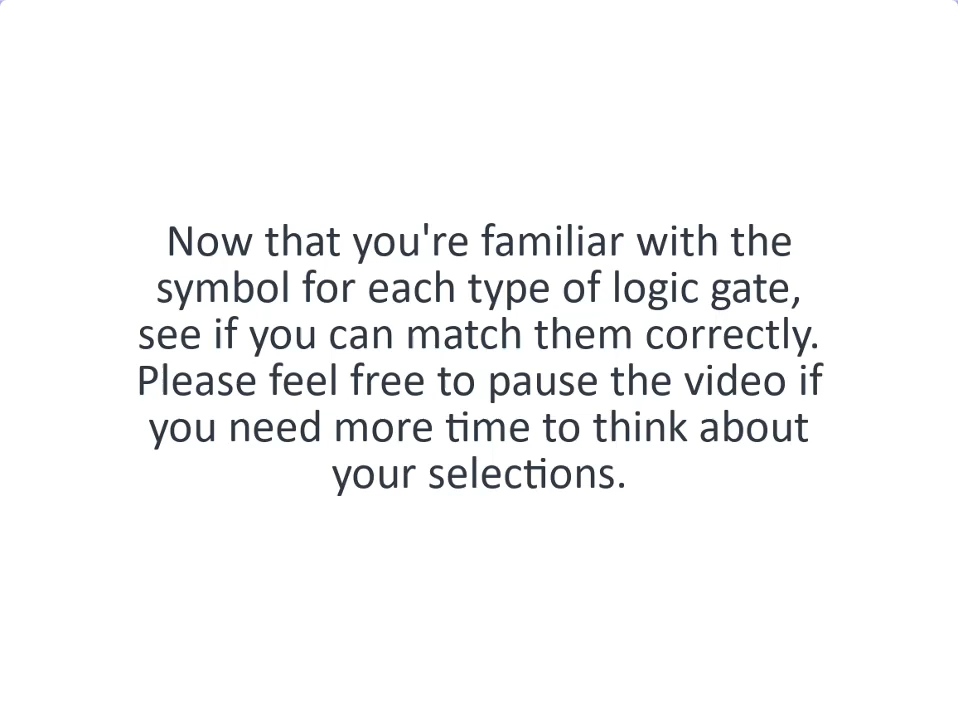 Now that you're familiar with the
symbol for each type of logic gate,
see if you can match them correctly.
Please feel free to pause the video if
you need more time to think about
your selections.